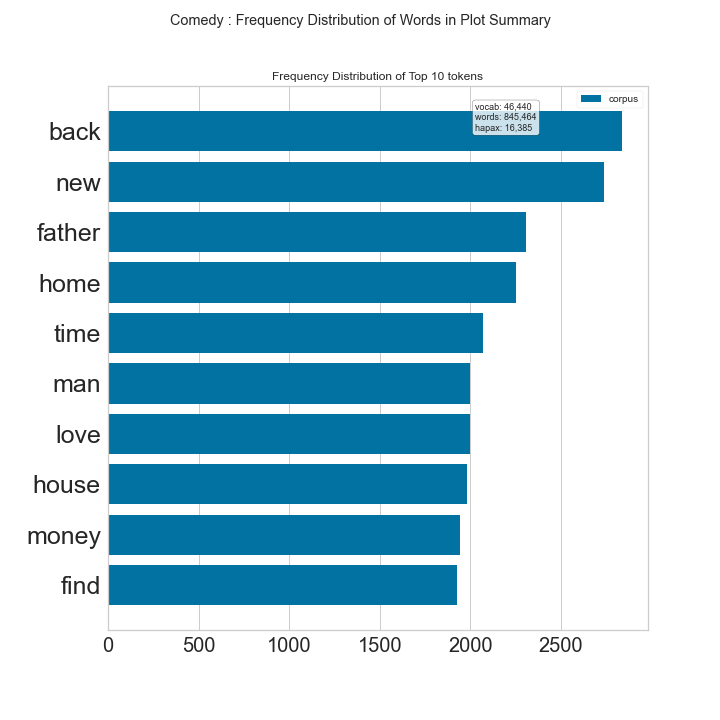 Comedy : Frequency Distribution of Words in Plot Summary
Frequency Distribution of Top 10 tokens
corpus
vocab: 46,440
words: 845,464
hapax: 16,385
back
new
father
home
time
man
love
house
money
find
0 500 1000 1500 2000 2500